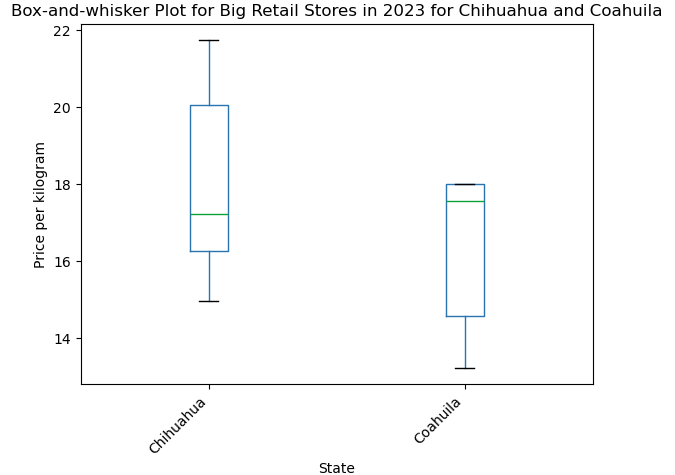 Box-and-whisker Plot for Big Retail Stores in 2023 for Chihuahua and Coahuila
22
20
18
16
14
Price per kilogram
Chihuahua
Coahuila
State